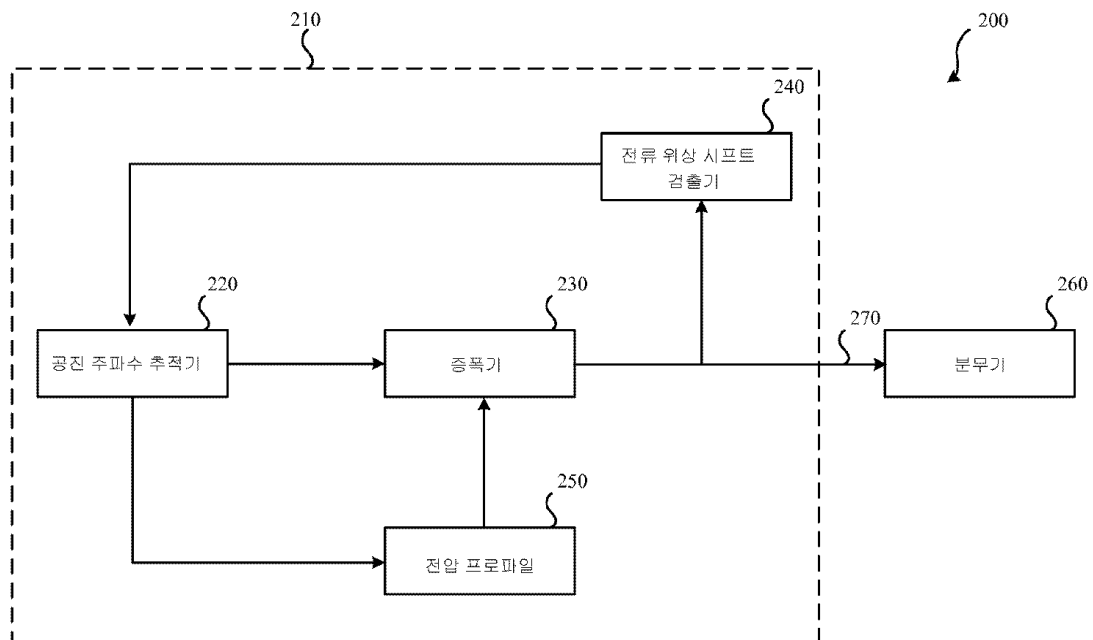 210
200
240
전류 위상 시프트
검출기
220
230
260
270
공진 주파수 추적기
증폭기
분무기
250
전압 프로파일